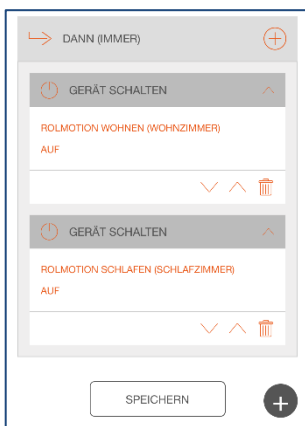 DANN (IMMER)
GERÄT SCHALTEN
ROLMOTION WOHNEN (WOHNZIMMER)
AUF
GERÄT SCHALTEN
ROLMOTION SCHLAFEN (SCHLAFZIMMER)
AUF
SPEICHERN